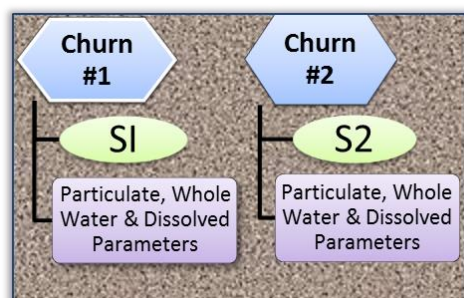 Churn
#1
SI
Particulate, Whole
Water & Dissolved
Parameters
Churn
#2
S2
Particulate, Whole
Water & Dissolved
Parameters